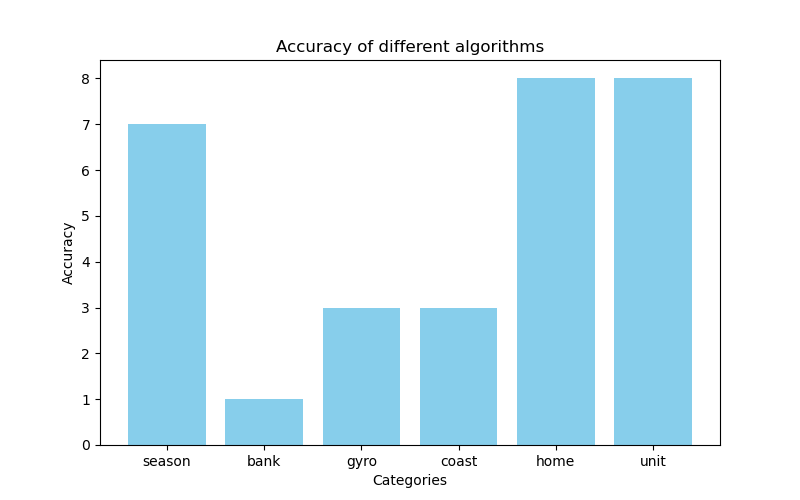 Accuracy of different algorithms
Accuracy
8
7
6
5
4
3
2
1
0
season bank gyro coast home unit
Categories